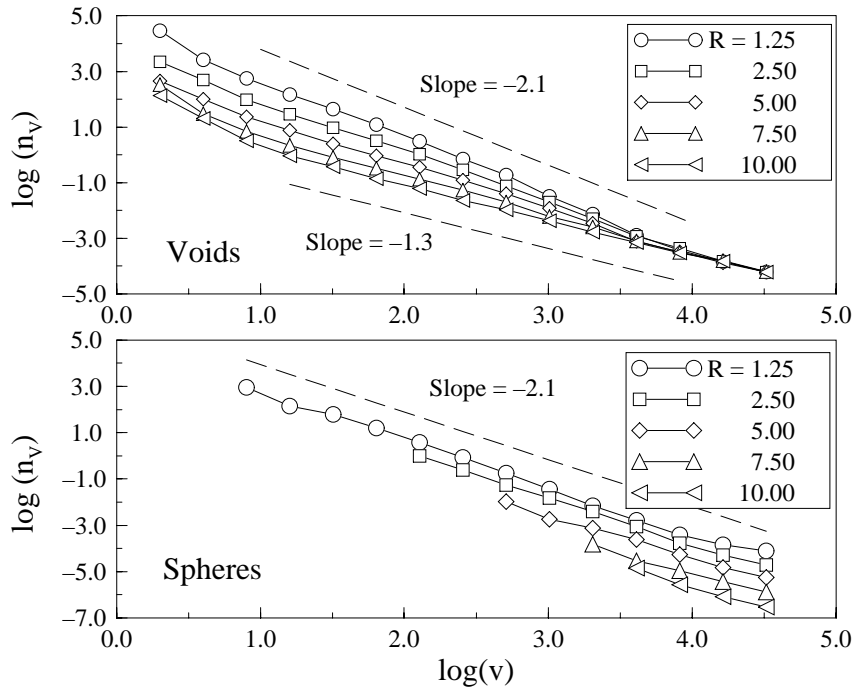 5.0
3.0
1.0
−1.0
−3.0
−5.0
log (nV)
Slope = −2.1
Slope = −1.3
Voids
R = 1.25
2.50
5.00
7.50
10.00
0.0 1.0 2.0 3.0 4.0 5.0
5.0
3.0
1.0
−1.0
−3.0
−5.0
−7.0
log (nV)
Slope = −2.1
Spheres
R = 1.25
2.50
5.00
7.50
10.00
0.0 1.0 2.0 3.0 4.0 5.0
log(v)